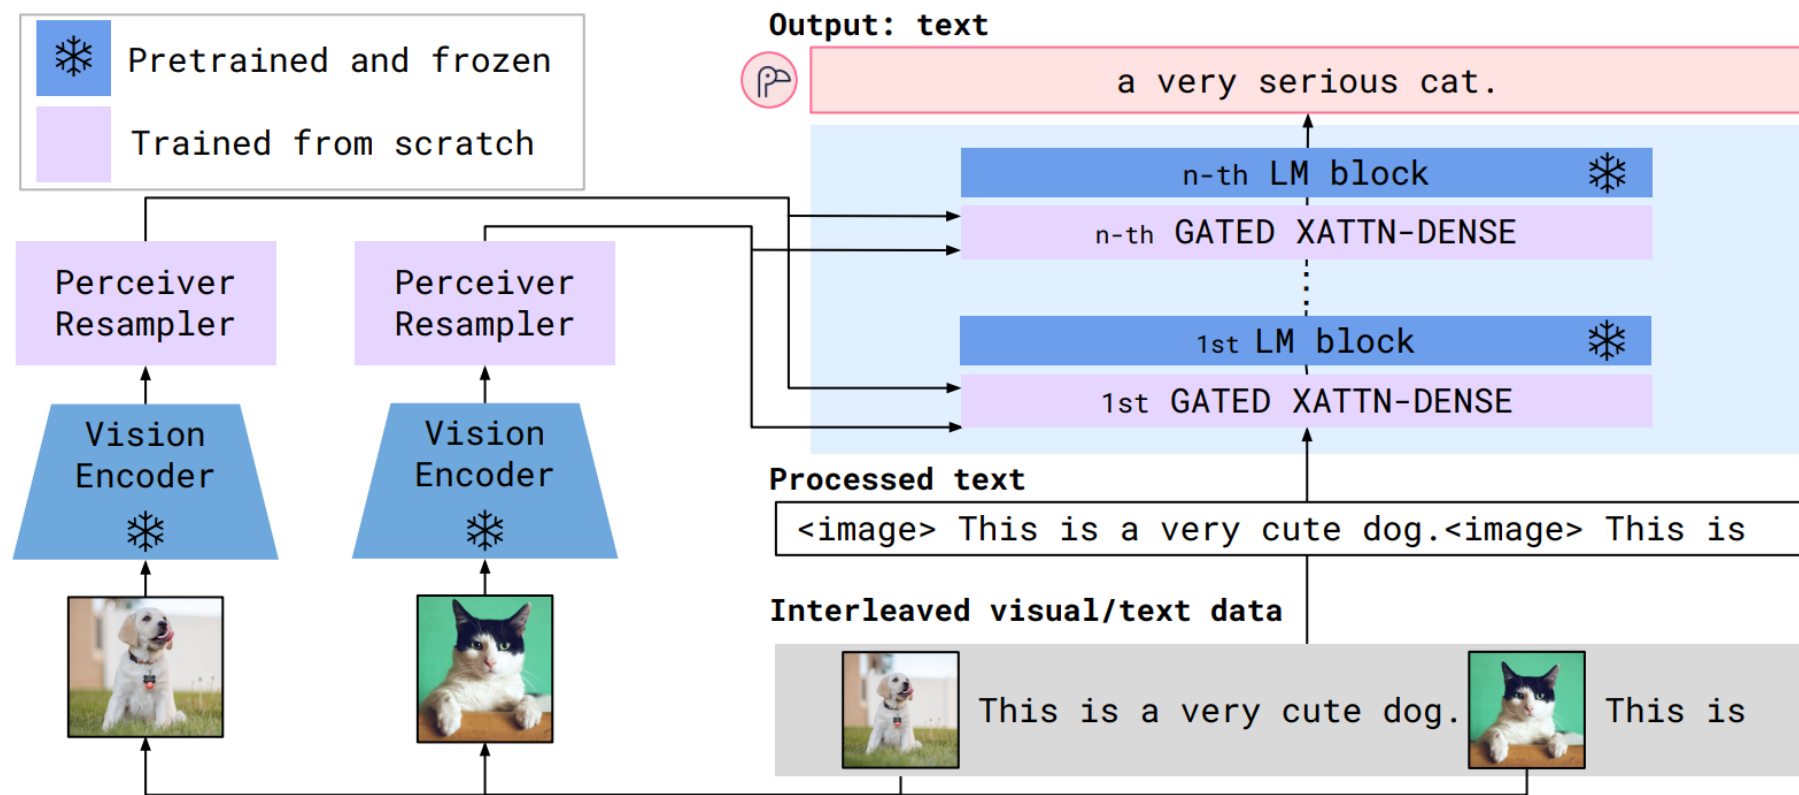 Pretrained and frozen
Trained from scratch
Perceiver
Resampler
Perceiver
Resampler
Vision
Encoder
Vision
Encoder
Output: text
a very serious cat.
n-th LM block
n-th GATED XATTN-DENSE
1st LM block
1st GATED XATTN-DENSE
Processed text
<image> This is a very cute dog.<image> This is
Interleaved visual/text data
This is a very cute dog. This is